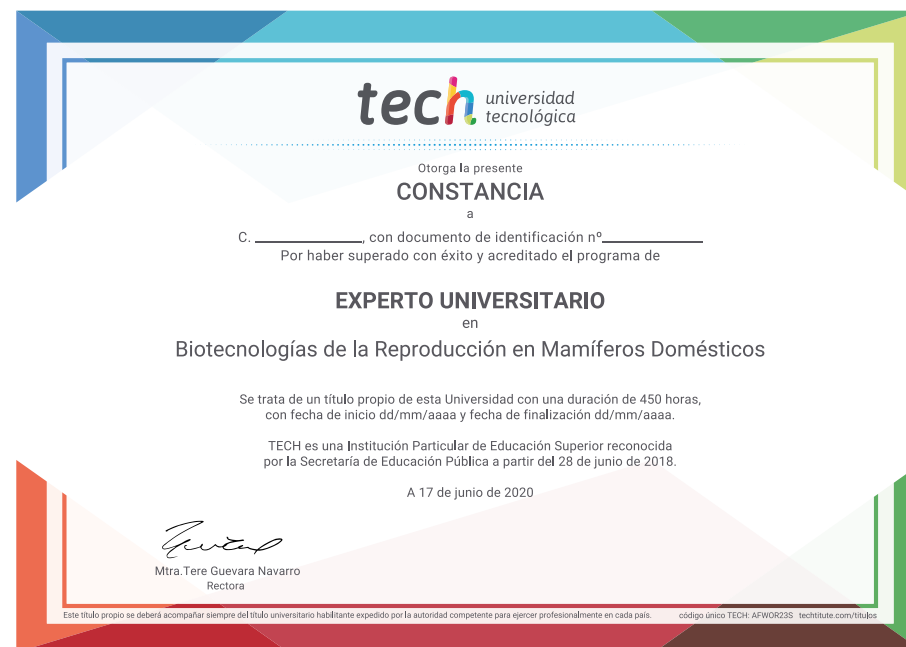 tech universidad
tecnológica
Otorga la presente
CONSTANCIA
a
C. ____________, con documento de identificación nº____________
Por haber superado con éxito y acreditado el programa de
EXPERTO UNIVERSITARIO
en
Biotecnologías de la Reproducción en Mamíferos Domésticos
Se trata de un título propio de esta Universidad con una duración de 450 horas,
con fecha de inicio dd/mm/aaaa y fecha de finalización dd/mm/aaaa.
TECH es una Institución Particular de Educación Superior reconocida
por la Secretaría de Educación Pública a partir del 28 de junio de 2018.
A 17 de junio de 2020
Mtra.Tere Guevara Navarro
Rectora
Este título propio se deberá acompañar siempre del título universitario habilitante expedido por la autoridad competente para ejercer profesionalmente en cada país. código único TECH: AFWOR23S techtitute.com/titulos